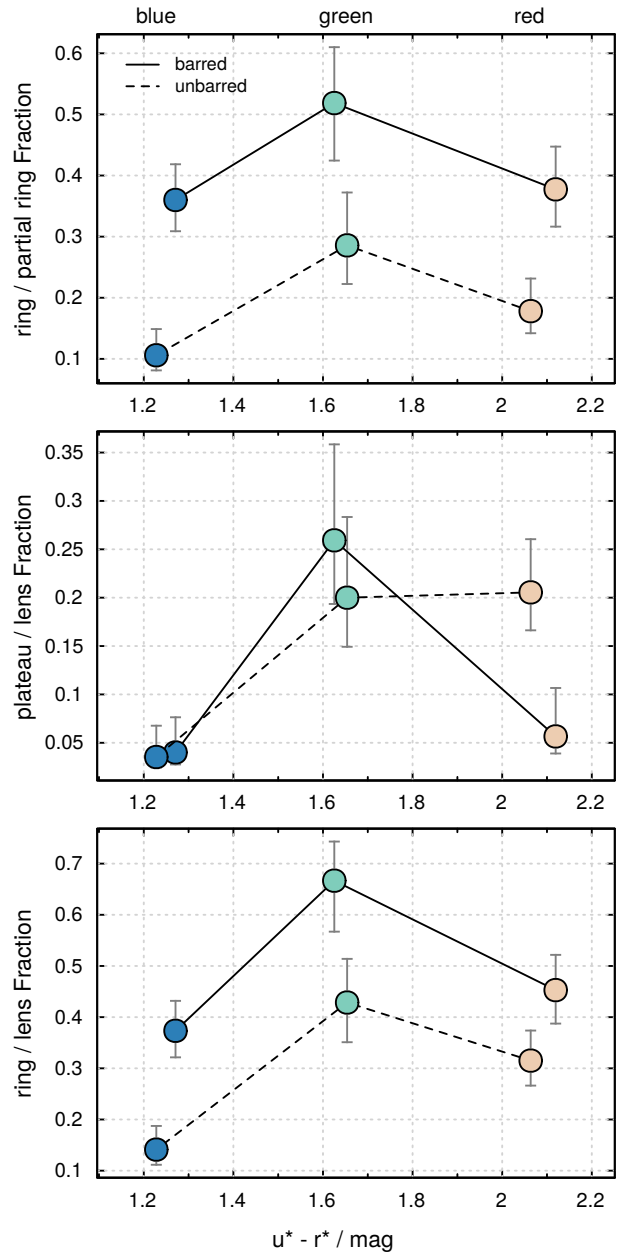 blue green red
ring / partial ring Fraction
0.6
0.5
0.4
0.3
0.2
0.1
barred
unbarred
1.2 1.4 1.6 1.8 2 2.2
plateau / lens Fraction
0.35
0.3
0.25
0.2
0.15
0.1
0.05
1.2 1.4 1.6 1.8 2 2.2
ring / lens Fraction
0.7
0.6
0.5
0.4
0.3
0.2
0.1
1.2 1.4 1.6 1.8 2 2.2
u* - r* / mag